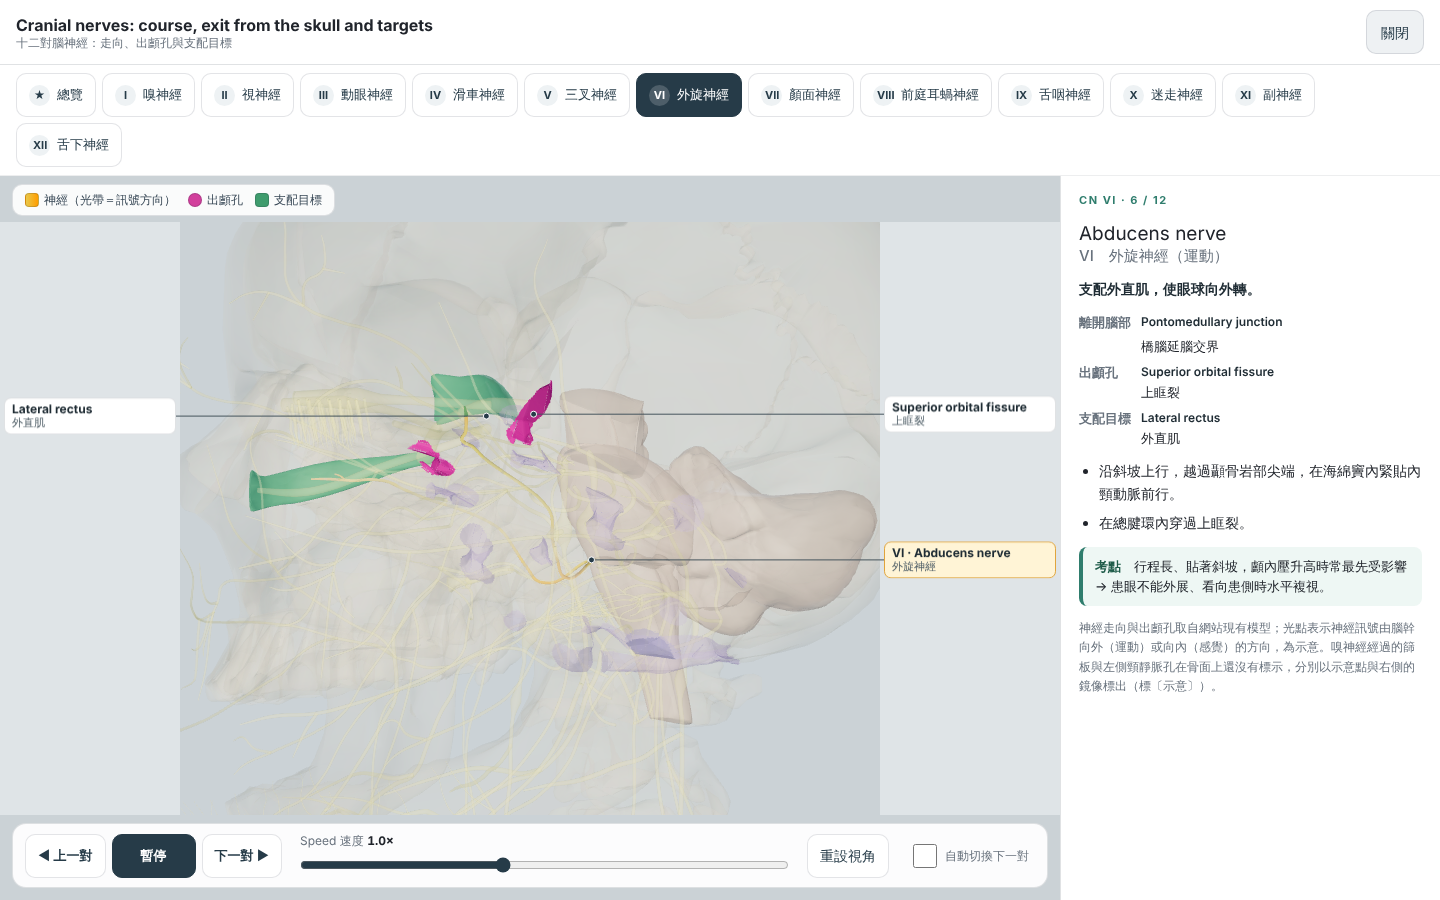 Cranial nerves: course, exit from the skull and targets
十二對腦神經：走向、出顱孔與支配目標
關閉
★ 總覽
I 嗅神經
II 視神經
III 動眼神經
IV 滑車神經
V 三叉神經
VI 外旋神經
VII 顏面神經
VIII 前庭耳蝸神經
IX 舌咽神經
X 迷走神經
XI 副神經
XII 舌下神經
神經（光帶＝訊號方向） 出顱孔 支配目標
Lateral rectus
外直肌
Superior orbital fissure
上眶裂
VI · Abducens nerve
外旋神經
◀ 上一對
暫停
下一對 ▶
Speed 速度 1.0×
重設視角
自動切換下一對
CN VI · 6 / 12
Abducens nerve
VI 外旋神經（運動）
支配外直肌，使眼球向外轉。
離開腦部 Pontomedullary junction
橋腦延腦交界
出顱孔 Superior orbital fissure
上眶裂
支配目標 Lateral rectus
外直肌
• 沿斜坡上行，越過顳骨岩部尖端，在海綿竇內緊貼內
頸動脈前行。
• 在總腱環內穿過上眶裂。
考點 行程長、貼著斜坡，顱內壓升高時常最先受影響
→ 患眼不能外展、看向患側時水平複視。
神經走向與出顱孔取自網站現有模型；光點表示神經訊號由腦幹
向外（運動）或向內（感覺）的方向，為示意。嗅神經經過的篩
板與左側頸靜脈孔在骨面上還沒有標示，分別以示意點與右側的
鏡像標出（標〔示意〕）。